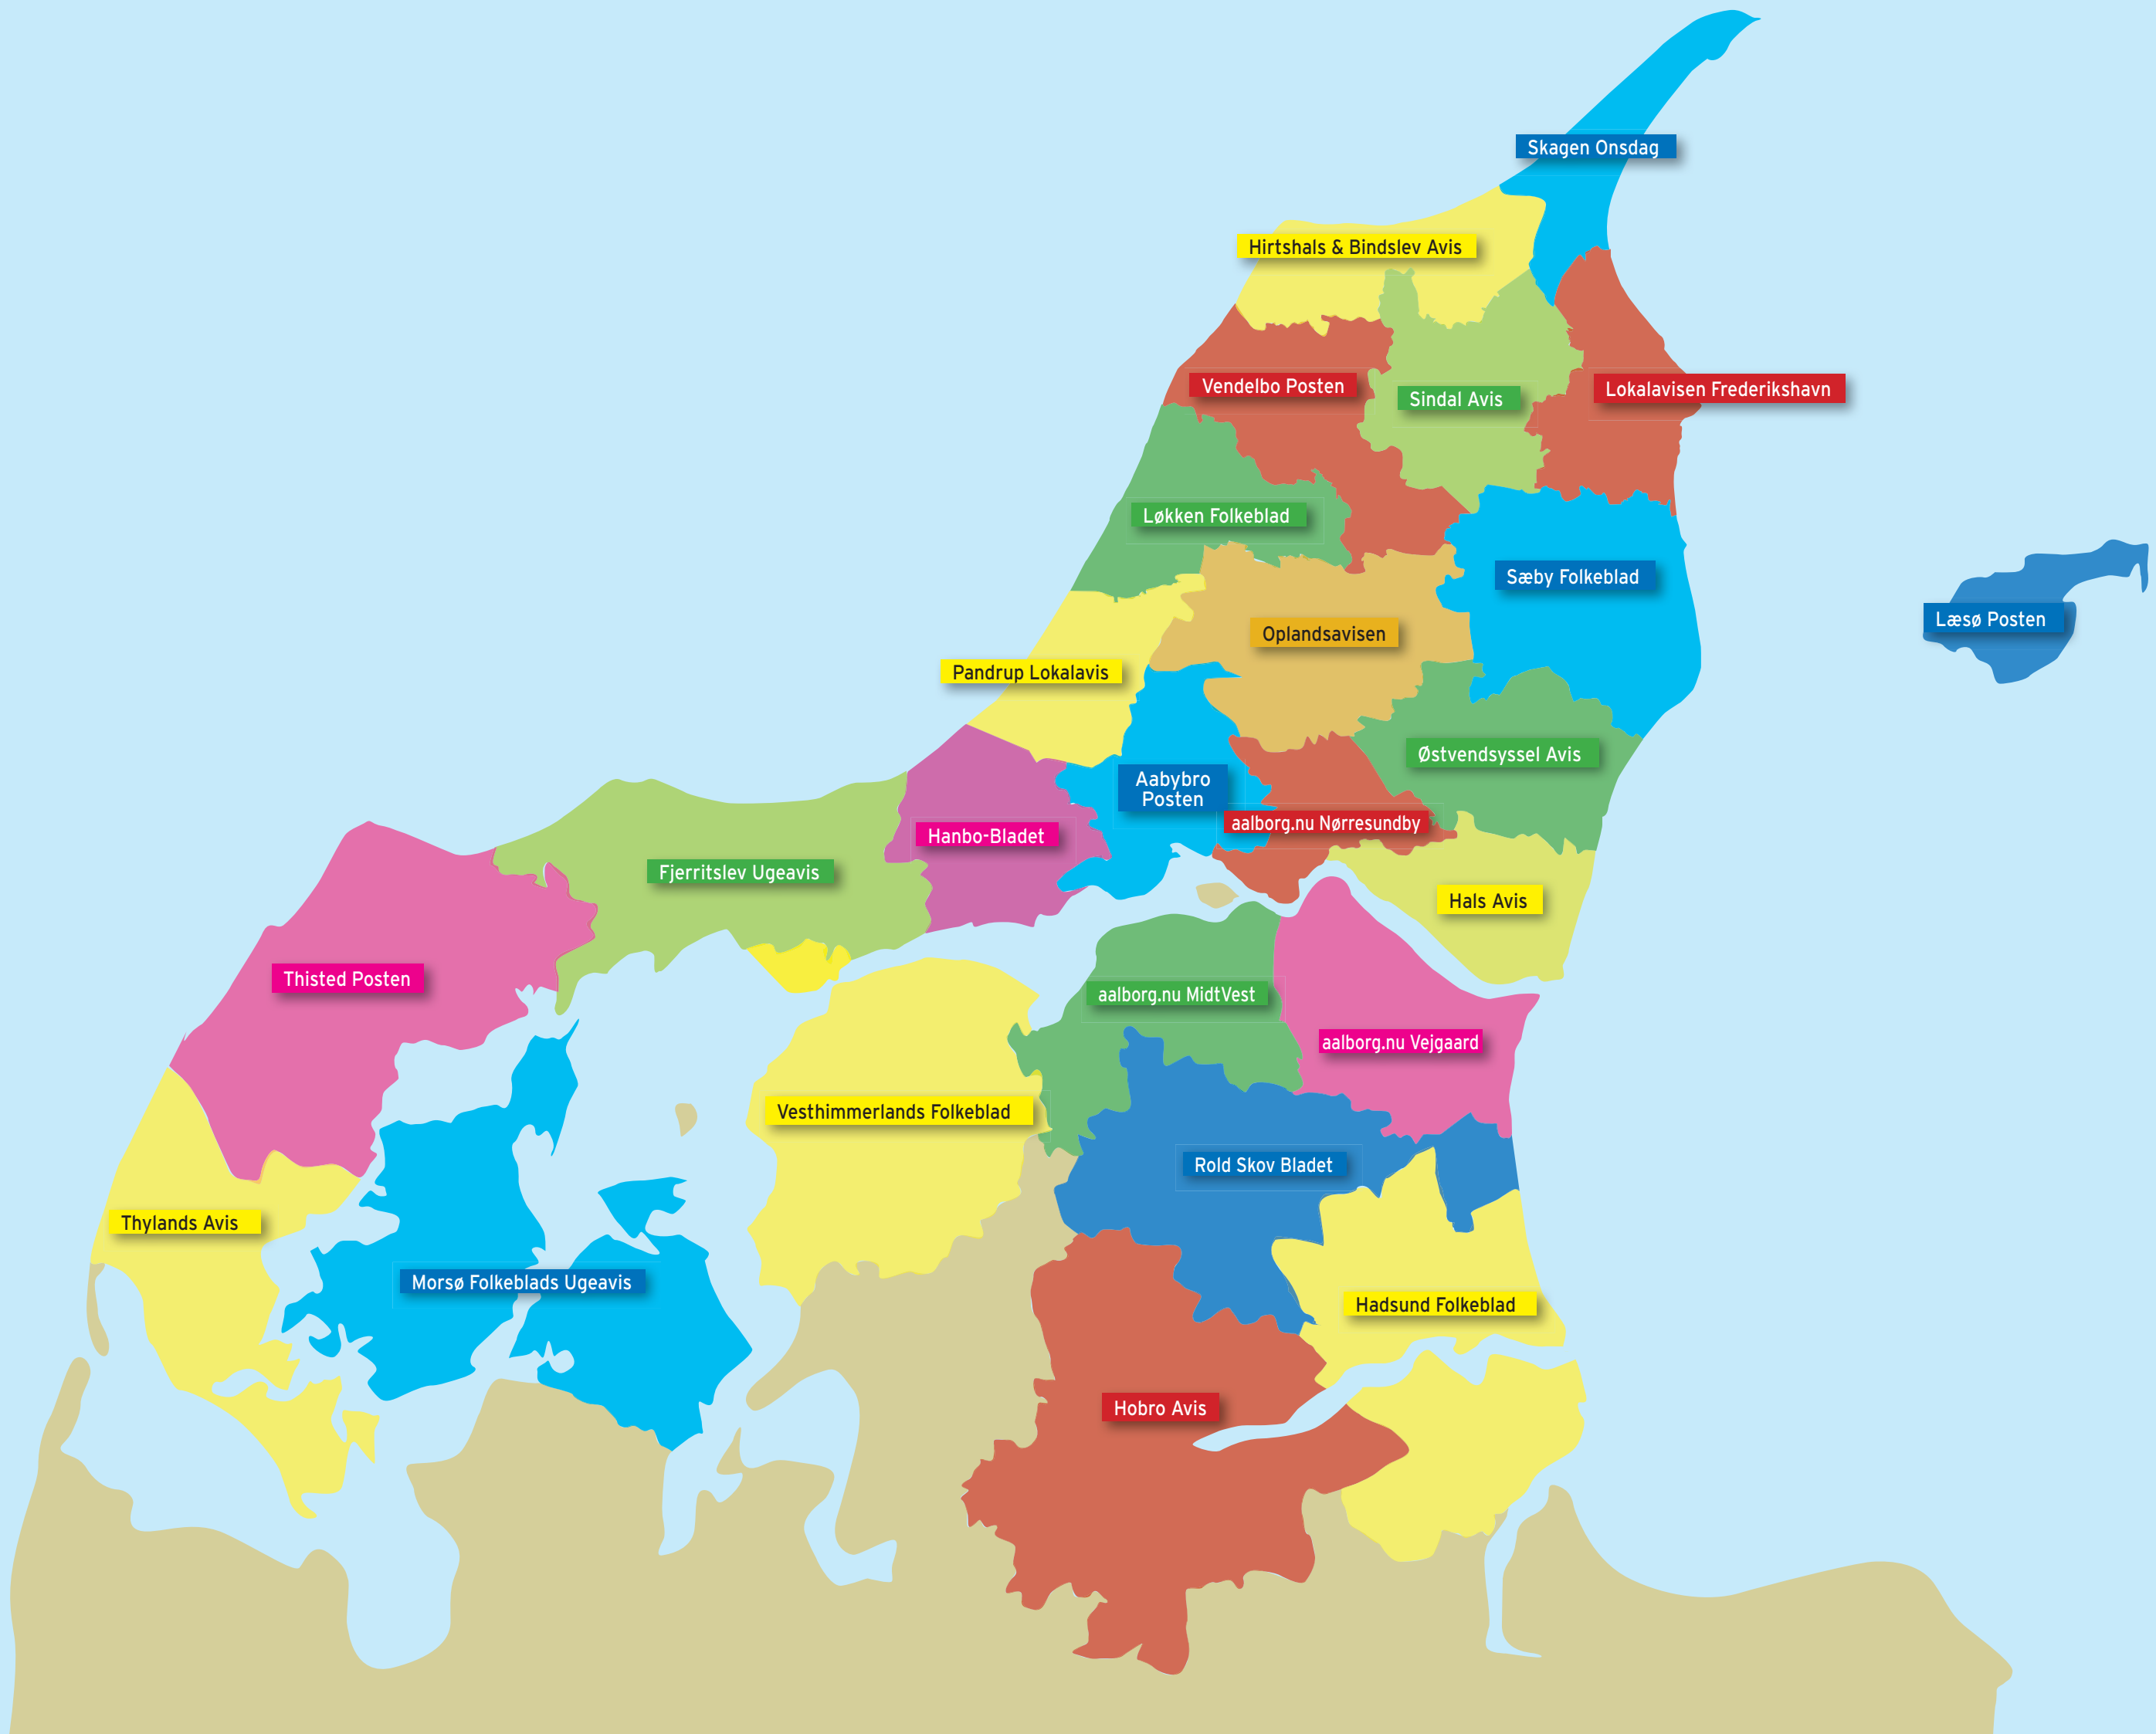 Skagen Onsdag
Hirtshals & Bindslev Avis
Vendelbo Posten
Sindal Avis
Lokalavisen Frederikshavn
Løkken Folkeblad
Sæby Folkeblad
Læsø Posten
Oplandsavisen
Pandrup Lokalavis
Østvendsyssel Avis
Aabybro
Posten
aalborg.nu Nørresundby
Hanbo-Bladet
Fjerritslev Ugeavis
Hals Avis
Thisted Posten
aalborg.nu MidtVest
aalborg.nu Vejgaard
Vesthimmerlands Folkeblad
Rold Skov Bladet
Thylands Avis
Morsø Folkeblads Ugeavis
Hadsund Folkeblad
Hobro Avis